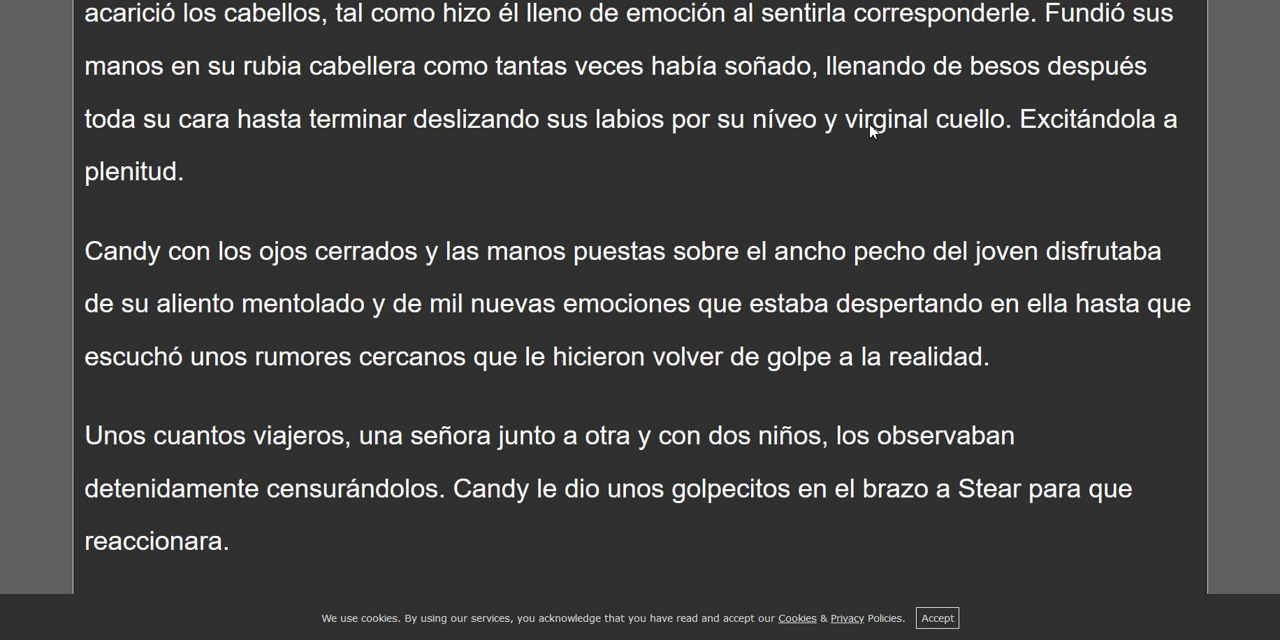 acarició los cabellos, tal como hizo él lleno de emoción al sentirla corresponderle. Fundió sus
manos en su rubia cabellera como tantas veces había soñado, llenando de besos después
toda su cara hasta terminar deslizando sus labios por su níveo y virginal cuello. Excitándola a
plenitud.
Candy con los ojos cerrados y las manos puestas sobre el ancho pecho del joven disfrutaba
de su aliento mentolado y de mil nuevas emociones que estaba despertando en ella hasta que
escuchó unos rumores cercanos que le hicieron volver de golpe a la realidad.
Unos cuantos viajeros, una señora junto a otra y con dos niños, los observaban
detenidamente censurándolos. Candy le dio unos golpecitos en el brazo a Stear para que
reaccionara.
We use cookies. By using our services, you acknowledge that you have read and accept our Cookies & Privacy Policies. Accept